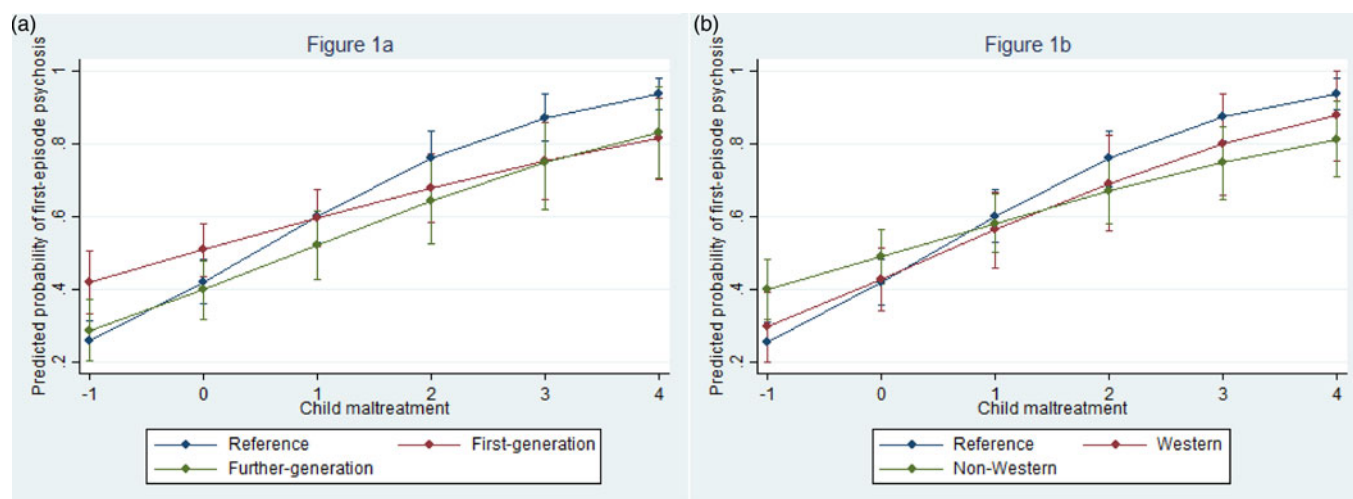 (a)
Figure 1a
Predicted probability of first-episode psychosis
1
.8
.6
.4
.2
-1 0 1 2 3 4
Child maltreatment
Reference First-generation
Further-generation
(b)
Figure 1b
Predicted probability of first-episode psychosis
1
.8
.6
.4
.2
-1 0 1 2 3 4
Child maltreatment
Reference Western
Non-Western